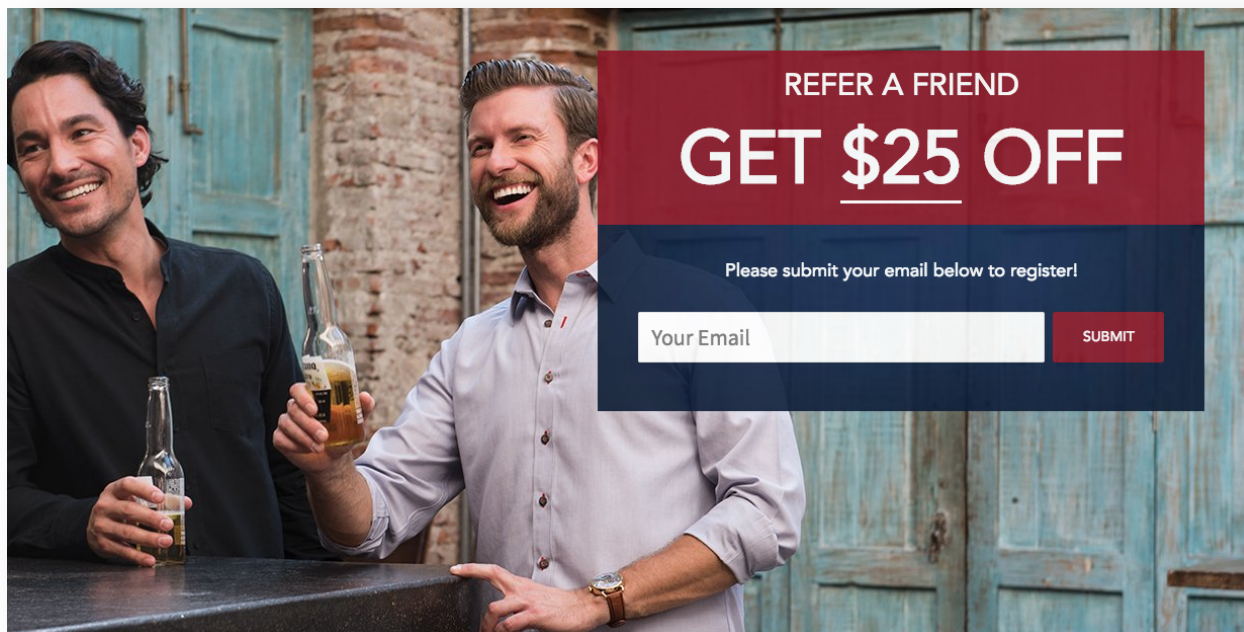 REFER A FRIEND
GET $25 OFF
Please submit your email below to register!
Your Email
SUBMIT